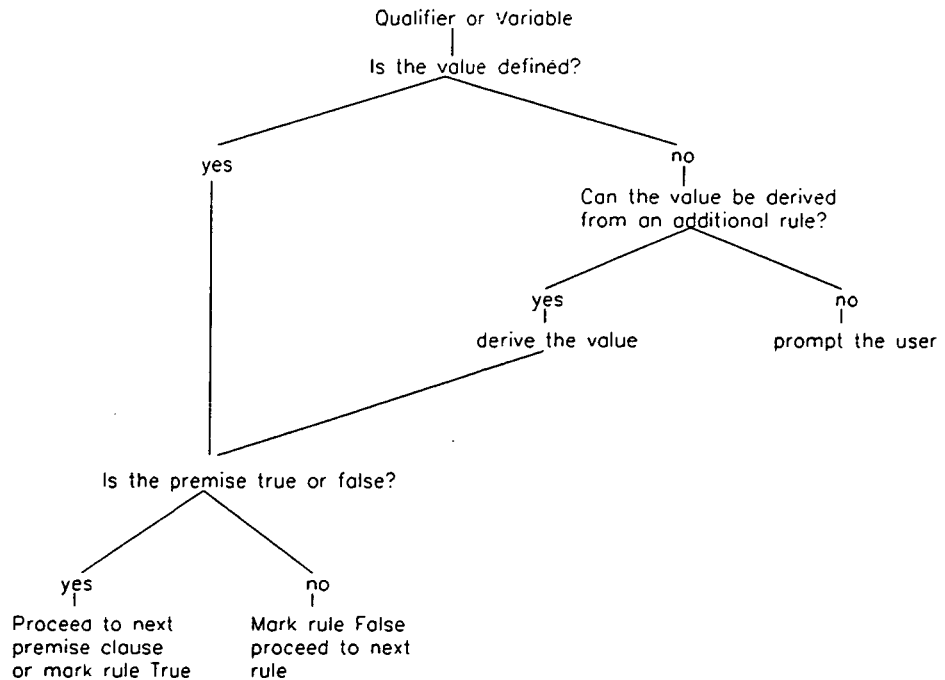 Qualifier or Variable
Is the value defined?
yes
no
Can the value be derived
from an additional rule?
yes
no
derive the value
prompt the user
Is the premise true or false?
yes
no
Proceed to next
premise clause
or mark rule True
Mark rule False
proceed to next
rule